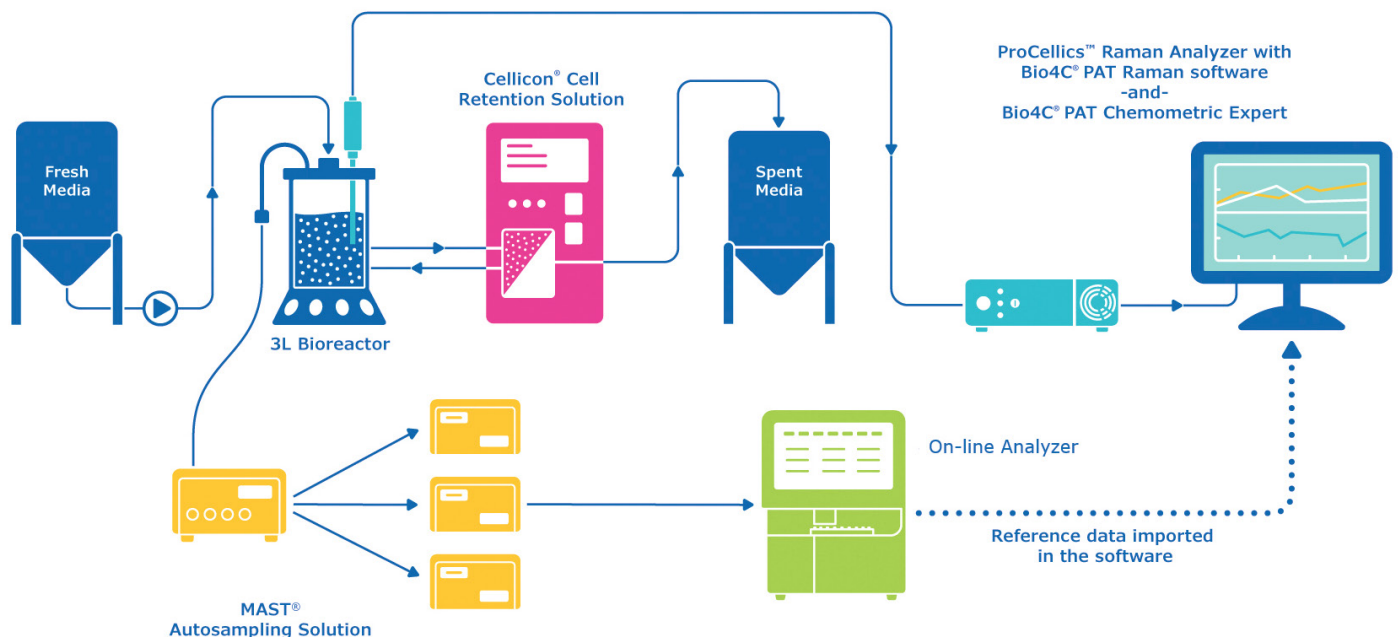 ProCellics™ Raman Analyzer with
Bio4C® PAT Raman software
-and-
Bio4C® PAT Chemometric Expert
Cellicon® Cell
Retention Solution
Fresh
Media
Spent
Media
3L Bioreactor
On-line Analyzer
Reference data imported
in the software
MAST®
Autosampling Solution